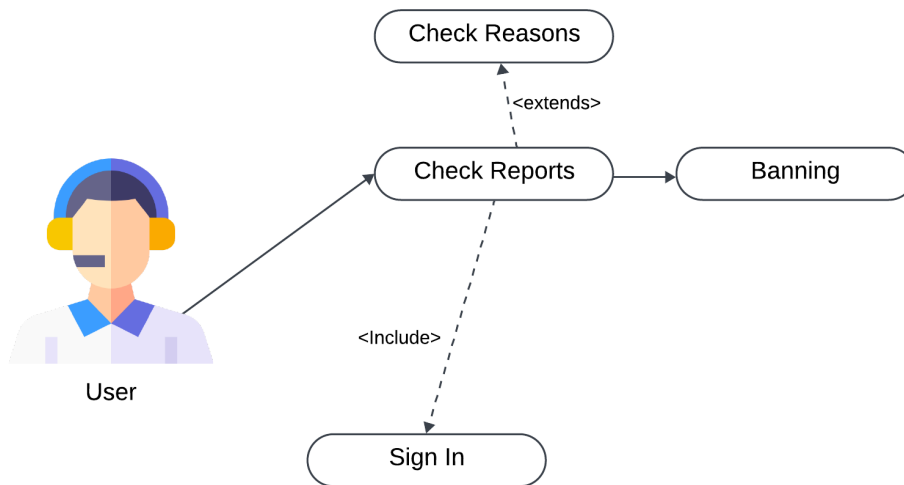 Check Reasons
<extends>
Check Reports
Banning
<Include>
User
Sign In